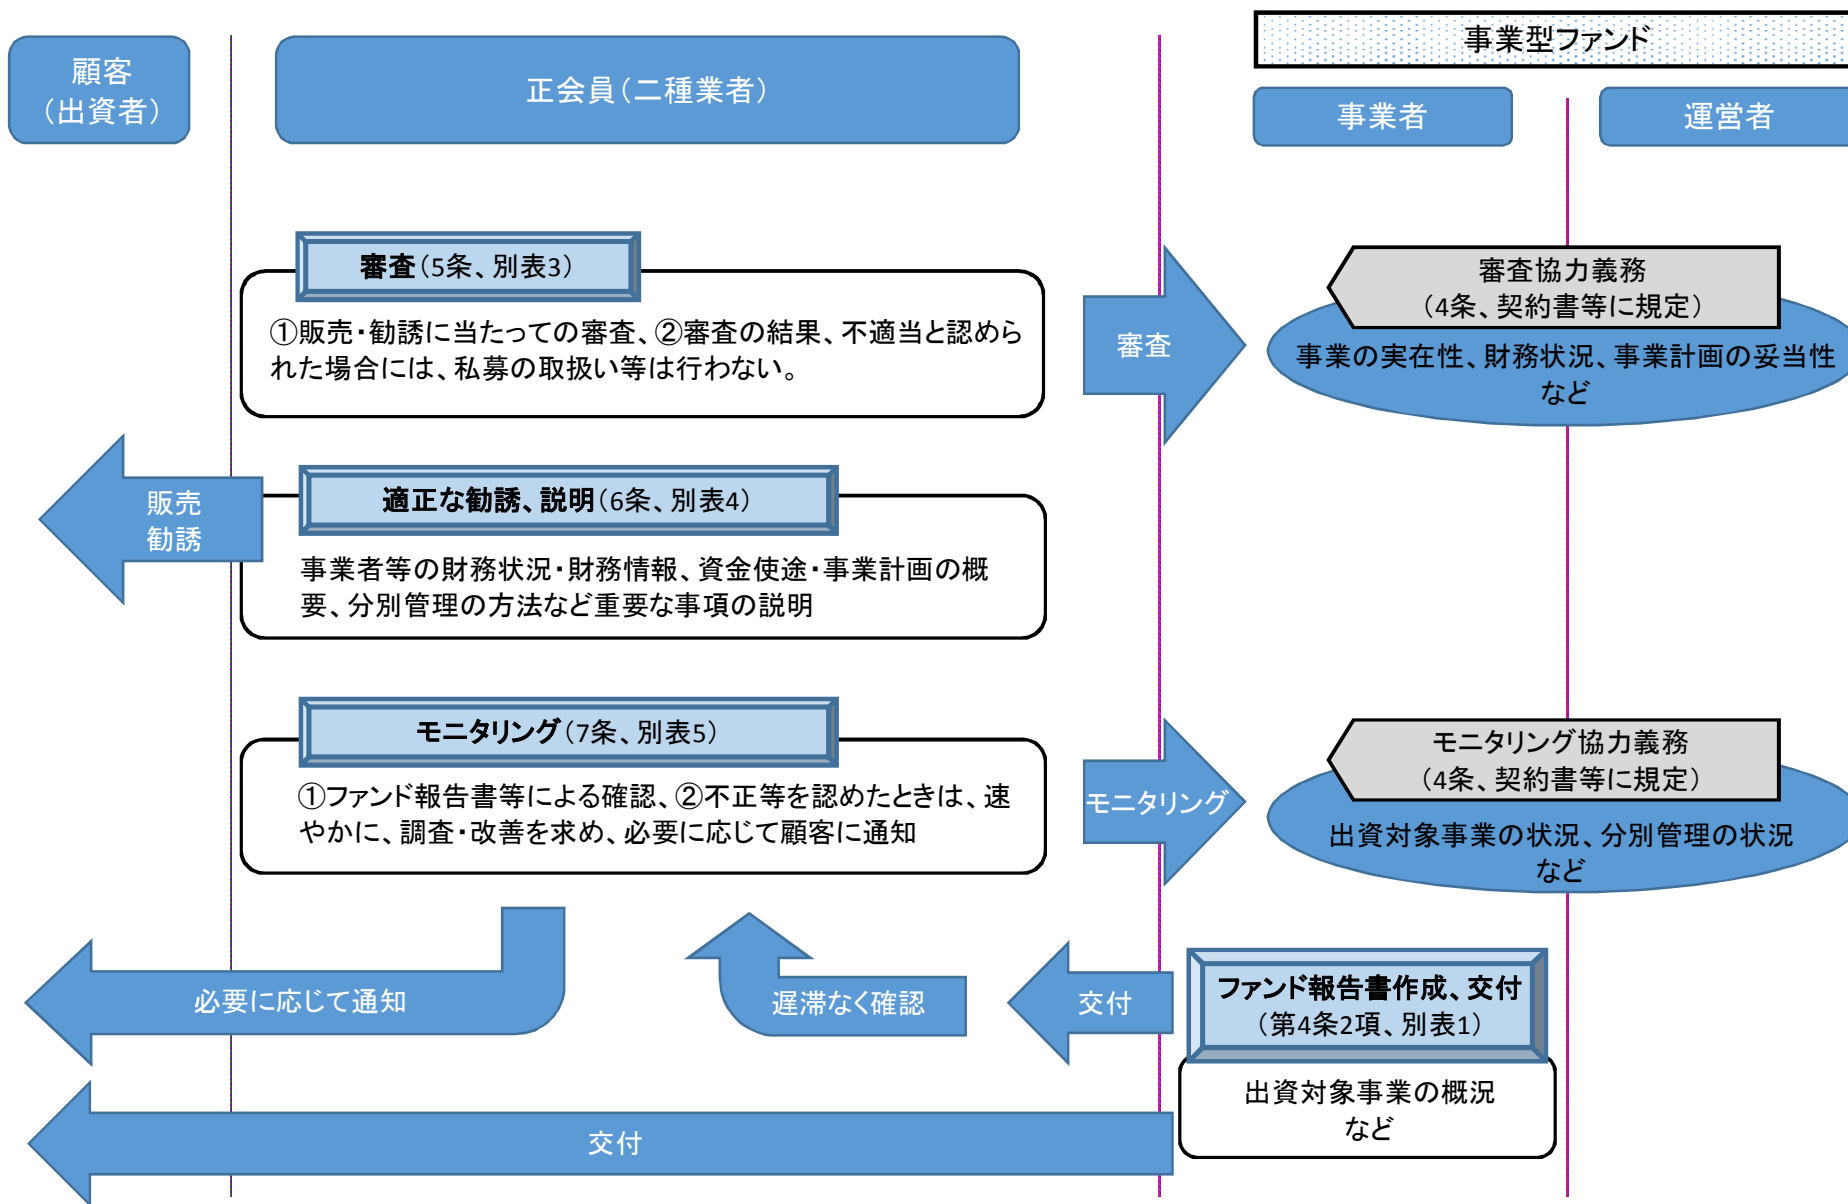 事業型ファンド
顧客
（出資者）
正会員（二種業者）
事業者
運営者
審査（5条、別表3）
①販売・勧誘に当たっての審査、②審査の結果、不適当と認めら
れた場合には、私募の取扱い等は行わない。
審査
審査協力義務
（4条、契約書等に規定）
事業の実在性、財務状況、事業計画の妥当性
など
販売
勧誘
適正な勧誘、説明（6条、別表4）
事業者等の財務状況・財務情報、資金使途・事業計画の概
要、分別管理の方法など重要な事項の説明
モニタリング（7条、別表5）
①ファンド報告書等による確認、②不正等を認めたときは、速
やかに、調査・改善を求め、必要に応じて顧客に通知
モニタリング
モニタリング協力義務
（4条、契約書等に規定）
出資対象事業の状況、分別管理の状況
など
必要に応じて通知
遅滞なく確認
交付
ファンド報告書作成、交付
（第4条2項、別表1）
出資対象事業の概況
など
交付